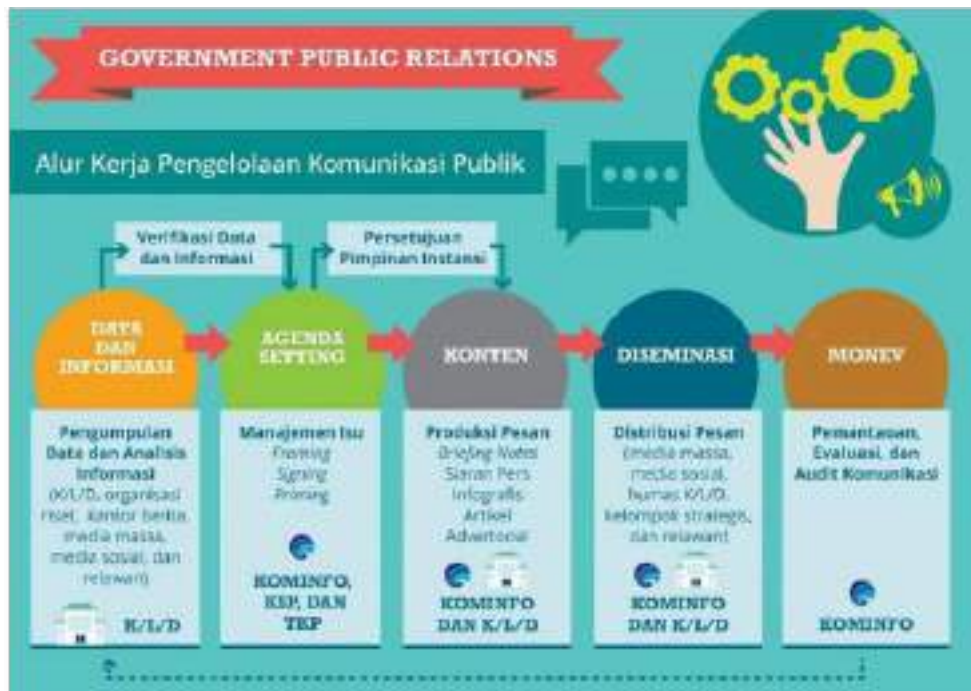 GOVERNMENT PUBLIC RELATIONS
Alur Kerja Pengelolaan Komunikasi Publik
Verifikasi Data
dan Informasi
Persetujuan
Pimpinan Instansi
DATA
DAN
INFORMASI
AGENDA
SETTING
KONTEN
DISEMINASI
MONEV
Pengumpulan
Data dan Analisis
Informasi
(K/L/D, organisasi
riset, kantor berita,
media massa,
media sosial, dan
relawan)
K/L/D
Manajemen Isu
Framing
Signing
Priming
KOMINFO,
KSP, DAN
TKP
Produksi Pesan
Briefing Notes
Siaran Pers
Infografis
Artikel
Advertorial
KOMINFO
DAN K/L/D
Distribusi Pesan
(media massa,
media sosial,
humas K/L/D,
kelompok strategis,
dan relawan)
KOMINFO
DAN K/L/D
Pemantauan,
Evaluasi, dan
Audit Komunikasi
KOMINFO